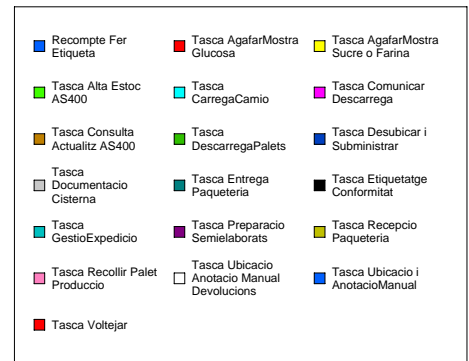 Recompte Fer
Etiqueta
Tasca AgafarMostra
Glucosa
Tasca AgafarMostra
Sucre o Farina
Tasca Alta Estoc
AS400
Tasca
CarregaCamio
Tasca Comunicar
Descarrega
Tasca Consulta
Actualitz AS400
Tasca
DescarregaPalets
Tasca Desubicar i
Subministrar
Tasca
Documentacio
Cisterna
Tasca Entrega
Paqueteria
Tasca Etiquetatge
Conformitat
Tasca
GestioExpedicio
Tasca Preparacio
Semielaborats
Tasca Recepcio
Paqueteria
Tasca Recollir Palet
Produccio
Tasca Ubicacio
Anotacio Manual
Devolucions
Tasca Ubicacio i
AnotacioManual
Tasca Voltejar